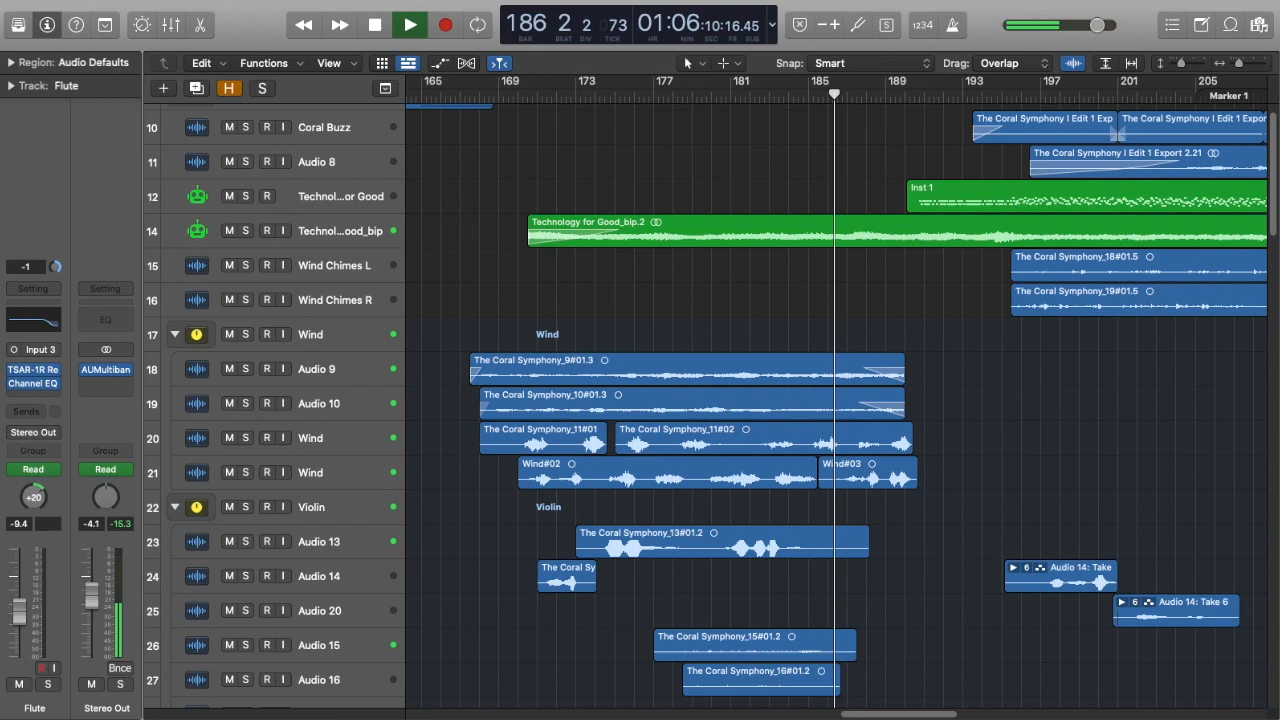 186 2 2 073 01:06:10:16.45
BAR BEAT DIV TICK HR MIN SEC FR SUB
1234
Region: Audio Defaults
Edit Functions View Snap: Smart Drag: Overlap
Track: Flute
H S
165 169 173 177 181 185 189 193 197 201 205
Marker 1
10 M S R I Coral Buzz
The Coral Symphony I Edit 1 Exp The Coral Symphony I Edit 1 Expor
11 M S R I Audio 8
The Coral Symphony I Edit 1 Export 2.21
12 M S R Technol...or Good
Inst 1
14 M S R I Technol...ood_bip
Technology for Good_bip.2
15 M S R I Wind Chimes L
The Coral Symphony_18#01.5
16 M S R I Wind Chimes R
The Coral Symphony_19#01.5
17 M S R I Wind
Wind
18 M S R I Audio 9
The Coral Symphony_9#01.3
19 M S R I Audio 10
The Coral Symphony_10#01.3
20 M S R I Wind
The Coral Symphony_11#01 The Coral Symphony_11#02
21 M S R I Wind
Wind#02 Wind#03
22 M S R I Violin
Violin
23 M S R I Audio 13
The Coral Symphony_13#01.2
24 M S R I Audio 14
The Coral Sy 6 Audio 14: Take
25 M S R I Audio 20
6 Audio 14: Take 6
26 M S R I Audio 15
The Coral Symphony_15#01.2
27 M S R I Audio 16
The Coral Symphony_16#01.2
-1
Setting Setting
EQ
Input 3
TSAR-1R Re AUMultiban
Channel EQ
Sends
Stereo Out
Group Group
Read Read
+20
-9.4 -4.1 -15.3
R I Bnce
M S M S
Flute Stereo Out